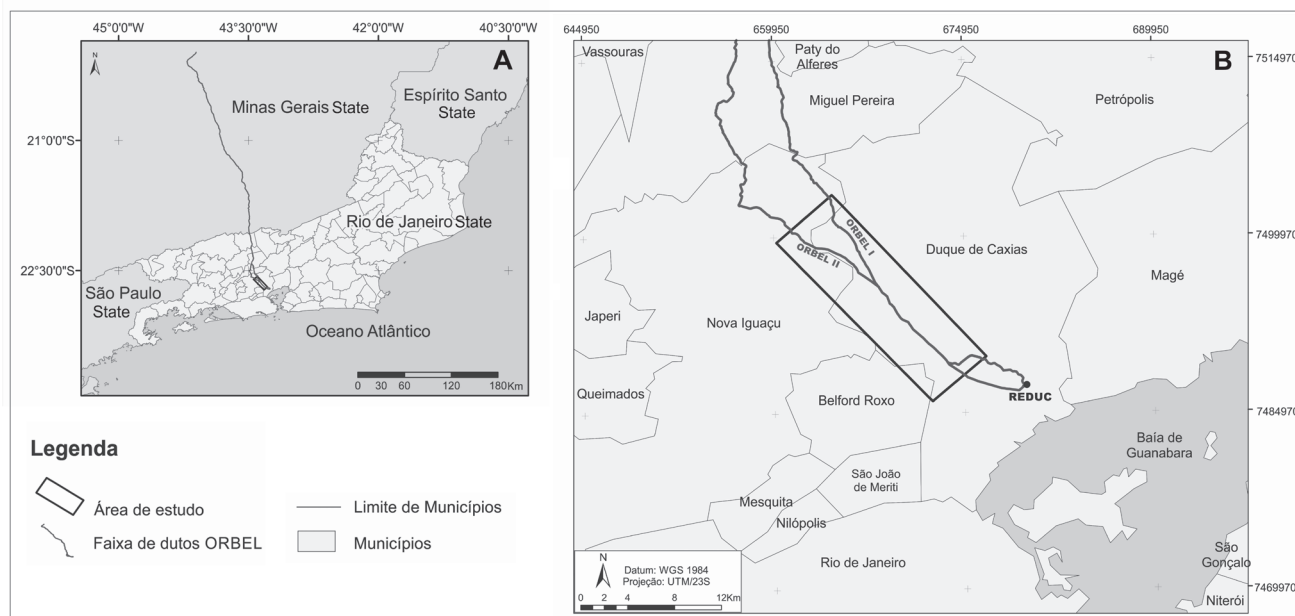 45°0'0"W
43°30'0"W
42°0'0"W
40°30'0"W
N
A
Espírito Santo
State
Minas Gerais State
21°0'0"S
Rio de Janeiro State
22°30'0"S
São Paulo
State
Oceano Atlântico
0 30 60 120 180Km
Legenda
Área de estudo
Faixa de dutos ORBEL
Limite de Municípios
Municípios
644950
659950
674950
689950
Vassouras
Paty do
Alferes
B
7514970
Miguel Pereira
Petrópolis
ORBEL I
ORBEL II
7499970
Duque de Caxias
Magé
Japeri
Nova Iguaçu
Queimados
Belford Roxo
REDUC
7484970
Baía de
Guanabara
São João
de Meriti
Mesquita
Nilópolis
Rio de Janeiro
São
Gonçalo
Niterói
7469970
N
Datum: WGS 1984
Projeção: UTM/23S
0 2 4 8 12Km